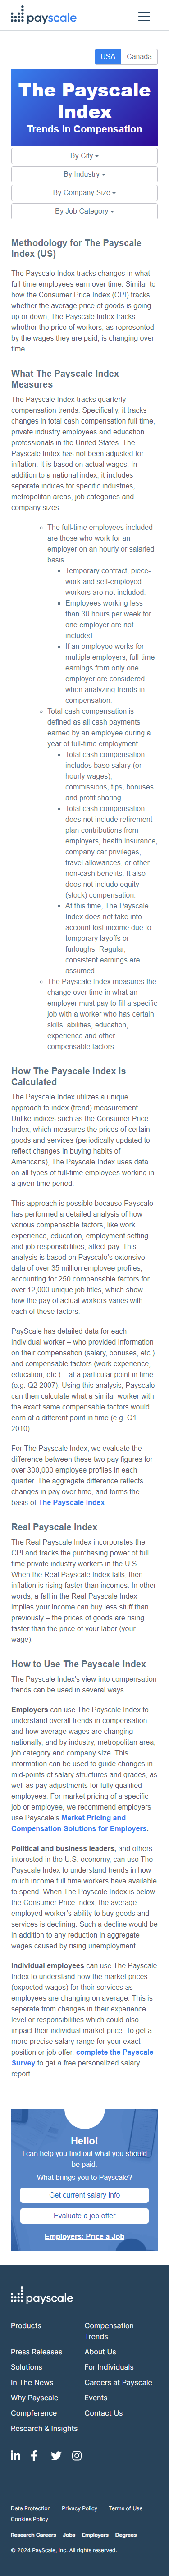 payscale
USA
Canada
The Payscale
Index
Trends in Compensation
By City
By Industry
By Company Size
By Job Category
Methodology for The Payscale
Index (US)
The Payscale Index tracks changes in what
full-time employees earn over time. Similar to
how the Consumer Price Index (CPI) tracks
whether the average price of goods is going
up or down, The Payscale Index tracks
whether the price of workers, as represented
by the wages they are paid, is changing over
time.
What The Payscale Index
Measures
The Payscale Index tracks quarterly
compensation trends. Specifically, it tracks
changes in total cash compensation full-time,
private industry employees and education
professionals in the United States. The
Payscale Index has not been adjusted for
inflation. It is based on actual wages. In
addition to a national index, it includes
separate indices for specific industries,
metropolitan areas, job categories and
company sizes.
The full-time employees included
are those who work for an
employer on an hourly or salaried
basis.
Temporary contract, piece-
work and self-employed
workers are not included.
Employees working less
than 30 hours per week for
one employer are not
included.
If an employee works for
multiple employers, full-time
earnings from only one
employer are considered
when analyzing trends in
compensation.
Total cash compensation is
defined as all cash payments
earned by an employee during a
year of full-time employment.
Total cash compensation
includes base salary (or
hourly wages),
commissions, tips, bonuses
and profit sharing.
Total cash compensation
does not include retirement
plan contributions from
employers, health insurance,
company car privileges,
travel allowances, or other
non-cash benefits. It also
does not include equity
(stock) compensation.
At this time, The Payscale
Index does not take into
account lost income due to
temporary layoffs or
furloughs. Regular,
consistent earnings are
assumed.
The Payscale Index measures the
change over time in what an
employer must pay to fill a specific
job with a worker who has certain
skills, abilities, education,
experience and other
compensable factors.
How The Payscale Index Is
Calculated
The Payscale Index utilizes a unique
approach to index (trend) measurement.
Unlike indices such as the Consumer Price
Index, which measures the prices of certain
goods and services (periodically updated to
reflect changes in buying habits of
Americans), The Payscale Index uses data
on all types of full-time employees working in
a given time period.
This approach is possible because Payscale
has performed a detailed analysis of how
various compensable factors, like work
experience, education, employment setting
and job responsibilities, affect pay. This
analysis is based on Payscale's extensive
data of over 35 million employee profiles,
accounting for 250 compensable factors for
over 12,000 unique job titles, which show
how the pay of actual workers varies with
each of these factors.
PayScale has detailed data for each
individual worker – who provided information
on their compensation (salary, bonuses, etc.)
and compensable factors (work experience,
education, etc.) – at a particular point in time
(e.g. Q2 2007). Using this analysis, Payscale
can then calculate what a similar worker with
the exact same compensable factors would
earn at a different point in time (e.g. Q1
2010).
For The Payscale Index, we evaluate the
difference between these two pay figures for
over 300,000 employee profiles in each
quarter. The aggregate difference reflects
changes in pay over time, and forms the
basis of The Payscale Index.
Real Payscale Index
The Real Payscale Index incorporates the
CPI and tracks the purchasing power of full-
time private industry workers in the U.S.
When the Real Payscale Index falls, then
inflation is rising faster than incomes. In other
words, a fall in the Real Payscale Index
implies your income can buy less stuff than
previously – the prices of goods are rising
faster than the price of your labor (your
wage).
How to Use The Payscale Index
The Payscale Index's view into compensation
trends can be used in several ways.
Employers can use The Payscale Index to
understand overall trends in compensation
and how average wages are changing
nationally, and by industry, metropolitan area,
job category and company size. This
information can be used to guide changes in
mid-points of salary structures and grades, as
well as pay adjustments for fully qualified
employees. For market pricing of a specific
job or employee, we recommend employers
use Payscale's Market Pricing and
Compensation Solutions for Employers.
Political and business leaders, and others
interested in the U.S. economy, can use The
Payscale Index to understand trends in how
much income full-time workers have available
to spend. When The Payscale Index is below
the Consumer Price Index, the average
employed worker's ability to buy goods and
services is declining. Such a decline would be
in addition to any reduction in aggregate
wages caused by rising unemployment.
Individual employees can use The Payscale
Index to understand how the market prices
(expected wages) for their services as
employees are changing on average. This is
separate from changes in their experience
level or responsibilities which could also
impact their individual market price. To get a
more precise salary range for your exact
position or job offer, complete the Payscale
Survey to get a free personalized salary
report.
Hello!
I can help you find out what you should
be paid.
What brings you to Payscale?
Get current salary info
Evaluate a job offer
Employers: Price a Job
payscale
Products
Compensation
Trends
Press Releases
About Us
Solutions
For Individuals
In The News
Careers at Payscale
Why Payscale
Events
Compference
Contact Us
Research & Insights
Data Protection Privacy Policy Terms of Use
Cookies Policy
Research Careers Jobs Employers Degrees
© 2024 PayScale, Inc. All rights reserved.